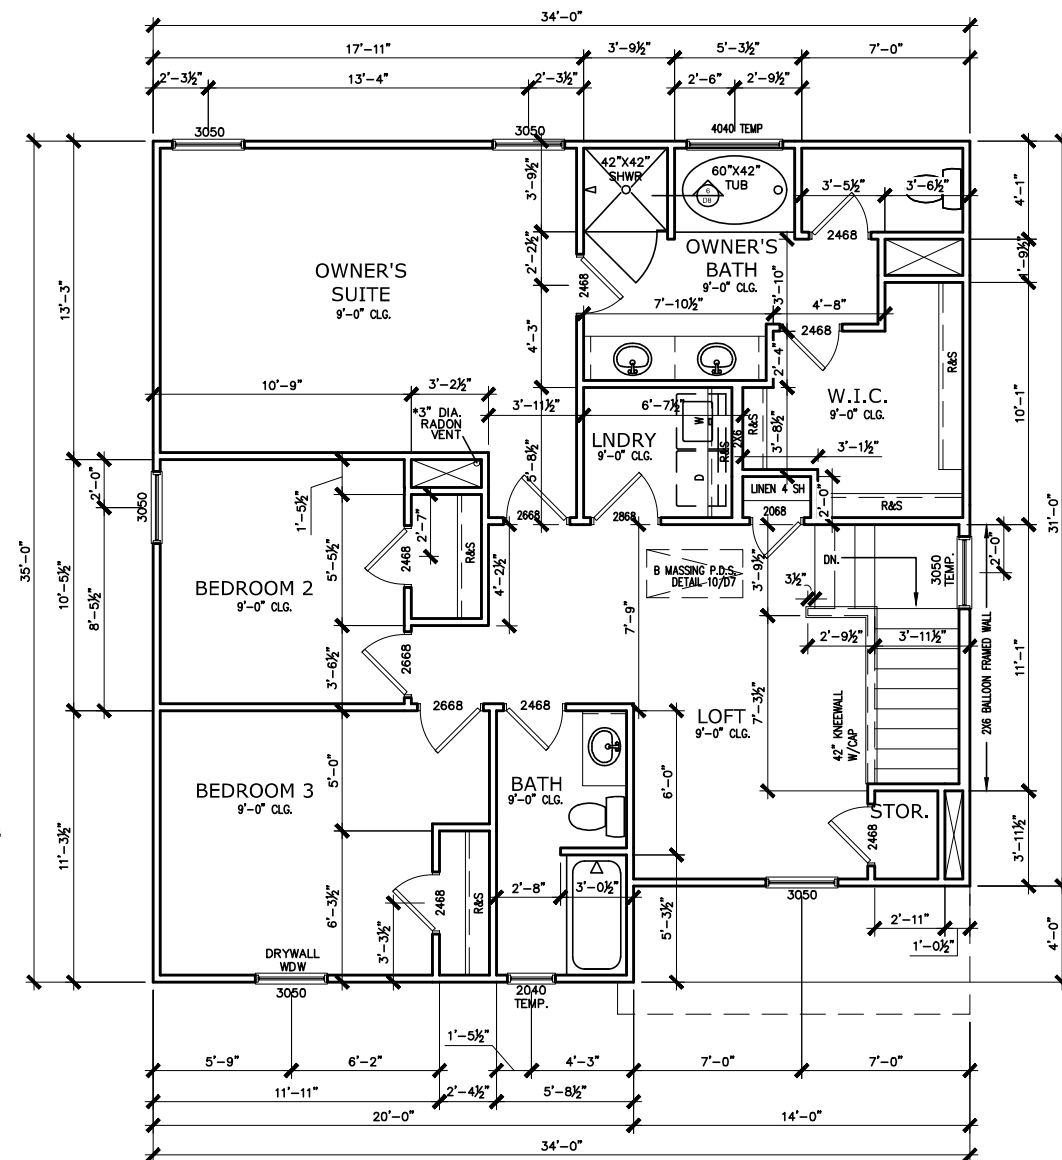 34'-0"
17'-11"
3'-9½"
5'-3½"
7'-0"
2'-3½"
13'-4"
2'-3½"
2'-6"
2'-9½"
3050
3050
4040 TEMP
42"X42"
SHWR
60"X42"
TUB
6
D8
3'-5½"
3'-6½"
4'-1"
3'-9½"
2468
OWNER'S
BATH
9'-0" CLG.
OWNER'S
SUITE
9'-0" CLG.
2'-2½"
2468
3'-10"
7'-10½"
4'-8"
2468
13'-3"
4'-3"
2'-4"
R&S
10'-9"
3'-2½"
3'-11½"
6'-7½"
W.I.C.
9'-0" CLG.
10'-1"
*3" DIA.
RADON
VENT
LNDRY
9'-0" CLG.
W
D
R&S
2X6
R&S
3'-8½"
3'-1½"
5'-8½"
2'-0"
3050
1'-5½"
LINEN 4 SH
2'-0"
R&S
2668
2868
2068
31'-0"
35'-0"
10'-5½"
8'-5½"
5'-5½"
2'-7"
2468
R&S
4'-2½"
B MASSING P.D.S.
DETAIL 10/D7
3'-9½"
DN.
3½"
3050
TEMP.
2'-0"
BEDROOM 2
9'-0" CLG.
7'-9"
2'-9½"
3'-11½"
11'-1"
2X6 BALLOON FRAMED WALL
3'-6½"
2668
2668
2468
LOFT
9'-0" CLG.
7'-3½"
42" KNEEWALL
W/CAP
BEDROOM 3
9'-0" CLG.
5'-0"
BATH
9'-0" CLG.
6'-0"
STOR.
2468
3'-11½"
11'-3½"
6'-3½"
2468
R&S
3'-3½"
2'-8"
3'-0½"
5'-3½"
3050
2'-11"
1'-0½"
4'-0"
DRYWALL
WDW
3050
2040
TEMP.
1'-5½"
5'-9"
6'-2"
4'-3"
7'-0"
7'-0"
11'-11"
2'-4½"
5'-8½"
20'-0"
14'-0"
34'-0"